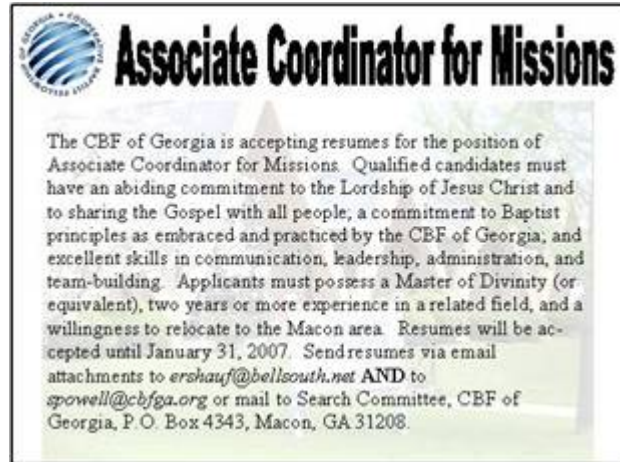 Associate Coordinator for Missions
The CBF of Georgia is accepting resumes for the position of
Associate Coordinator for Missions. Qualified candidates must
have an abiding commitment to the Lordship of Jesus Christ and
to sharing the Gospel with all people; a commitment to Baptist
principles as embraced and practiced by the CBF of Georgia; and
excellent skills in communication, leadership, administration, and
team-building. Applicants must possess a Master of Divinity (or
equivalent), two years or more experience in a related field, and a
willingness to relocate to the Macon area. Resumes will be ac-
cepted until January 31, 2007. Send resumes via email
attachments to ershauf@bellsouth.net AND to
spowell@cbfga.org or mail to Search Committee, CBF of
Georgia, P.O. Box 4343, Macon, GA 31208.
COOPERATIVE BAPTIST FELLOWSHIP OF GEORGIA